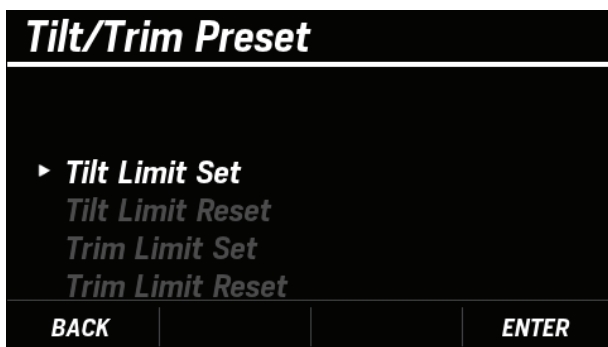 Tilt/Trim Preset
Tilt Limit Set
Tilt Limit Reset
Trim Limit Set
Trim Limit Reset
BACK ENTER